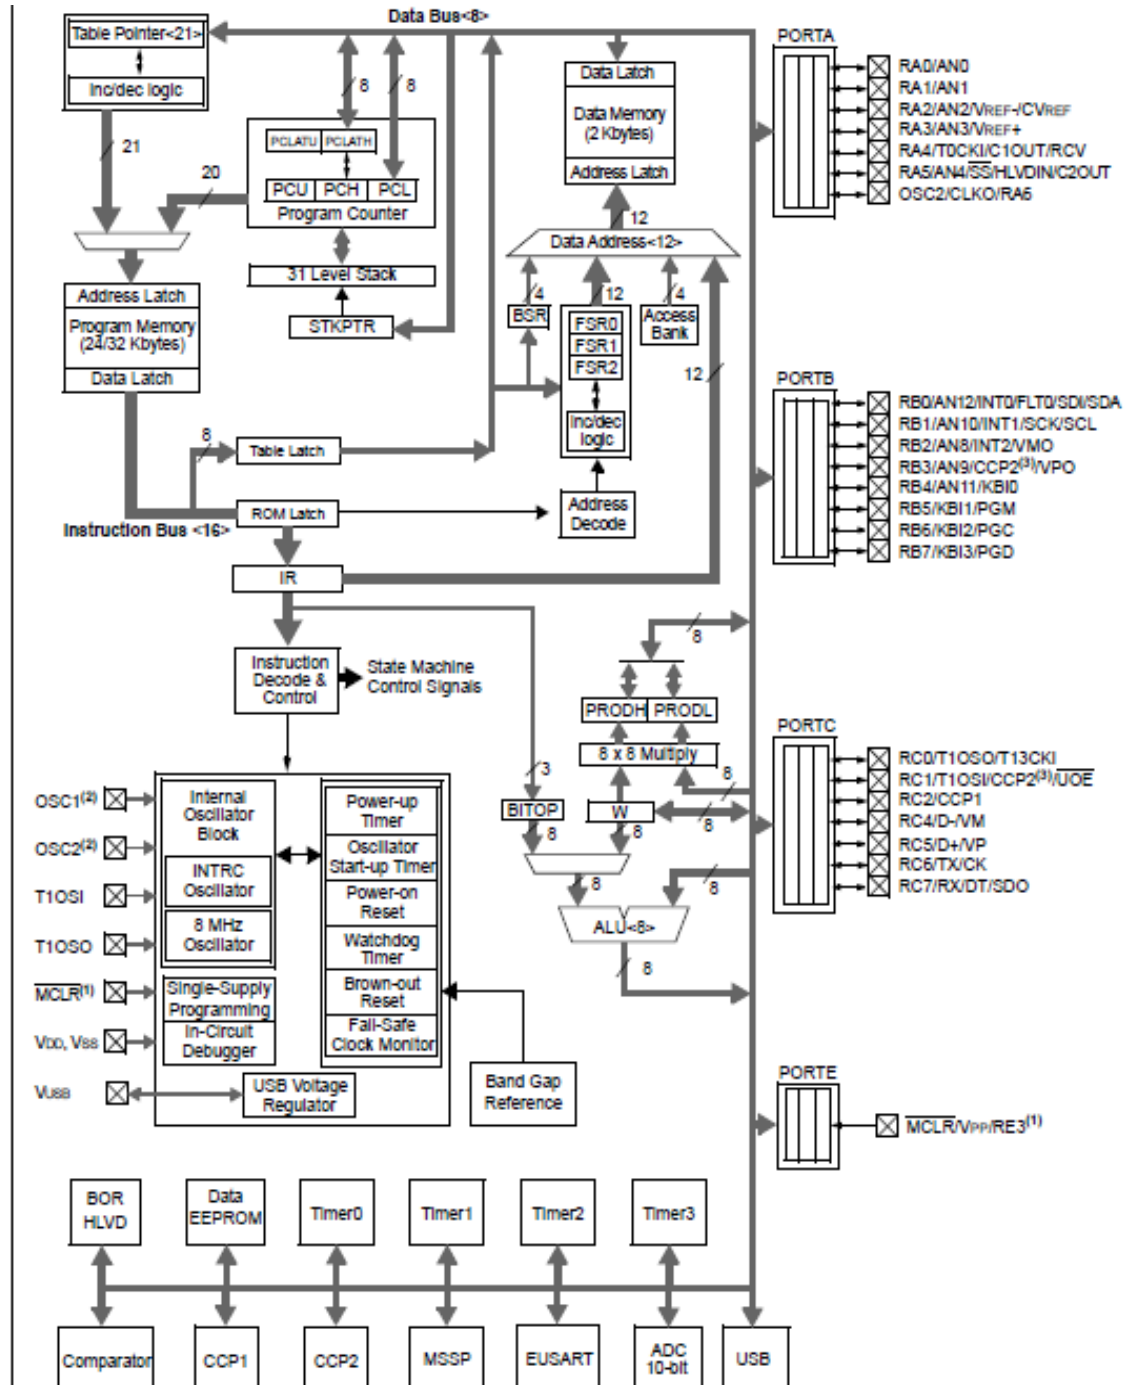 Data Bus<8>
Table Pointer<21>
inc/dec logic
21
8
8
PCLATU PCLATH
20
PCU PCH PCL
Program Counter
31 Level Stack
STKPTR
Address Latch
Program Memory
(24/32 Kbytes)
Data Latch
8
Table Latch
ROM Latch
Instruction Bus <16>
IR
Data Latch
Data Memory
(2 Kbytes)
Address Latch
12
Data Address<12>
4
12
4
BSR
FSR0
FSR1
FSR2
Access
Bank
12
inc/dec
logic
Address
Decode
Instruction
Decode &
Control
State Machine
Control Signals
8
PRODH PRODL
8 x 8 Multiply
3
8
BITOP
W
8
8
8
8
8
ALU<8>
8
OSC1(2)
OSC2(2)
T1OSI
T1OSO
MCLR(1)
VDD, VSS
VUSB
Internal
Oscillator
Block
INTRC
Oscillator
8 MHz
Oscillator
Single-Supply
Programming
In-Circuit
Debugger
USB Voltage
Regulator
Power-up
Timer
Oscillator
Start-up Timer
Power-on
Reset
Watchdog
Timer
Brown-out
Reset
Fail-Safe
Clock Monitor
Band Gap
Reference
PORTA
RA0/AN0
RA1/AN1
RA2/AN2/VREF-/CVREF
RA3/AN3/VREF+
RA4/T0CKI/C1OUT/RCV
RA5/AN4/SS/HLVDIN/C2OUT
OSC2/CLKO/RA6
PORTB
RB0/AN12/INT0/FLT0/SDI/SDA
RB1/AN10/INT1/SCK/SCL
RB2/AN8/INT2/VMO
RB3/AN9/CCP2(3)/VPO
RB4/AN11/KBI0
RB5/KBI1/PGM
RB6/KBI2/PGC
RB7/KBI3/PGD
PORTC
RC0/T1OSO/T13CKI
RC1/T1OSI/CCP2(3)/UOE
RC2/CCP1
RC4/D-/VM
RC5/D+/VP
RC6/TX/CK
RC7/RX/DT/SDO
PORTE
MCLR/VPP/RE3(1)
BOR
HLVD
Data
EEPROM
Timer0
Timer1
Timer2
Timer3
Comparator
CCP1
CCP2
MSSP
EUSART
ADC
10-bit
USB